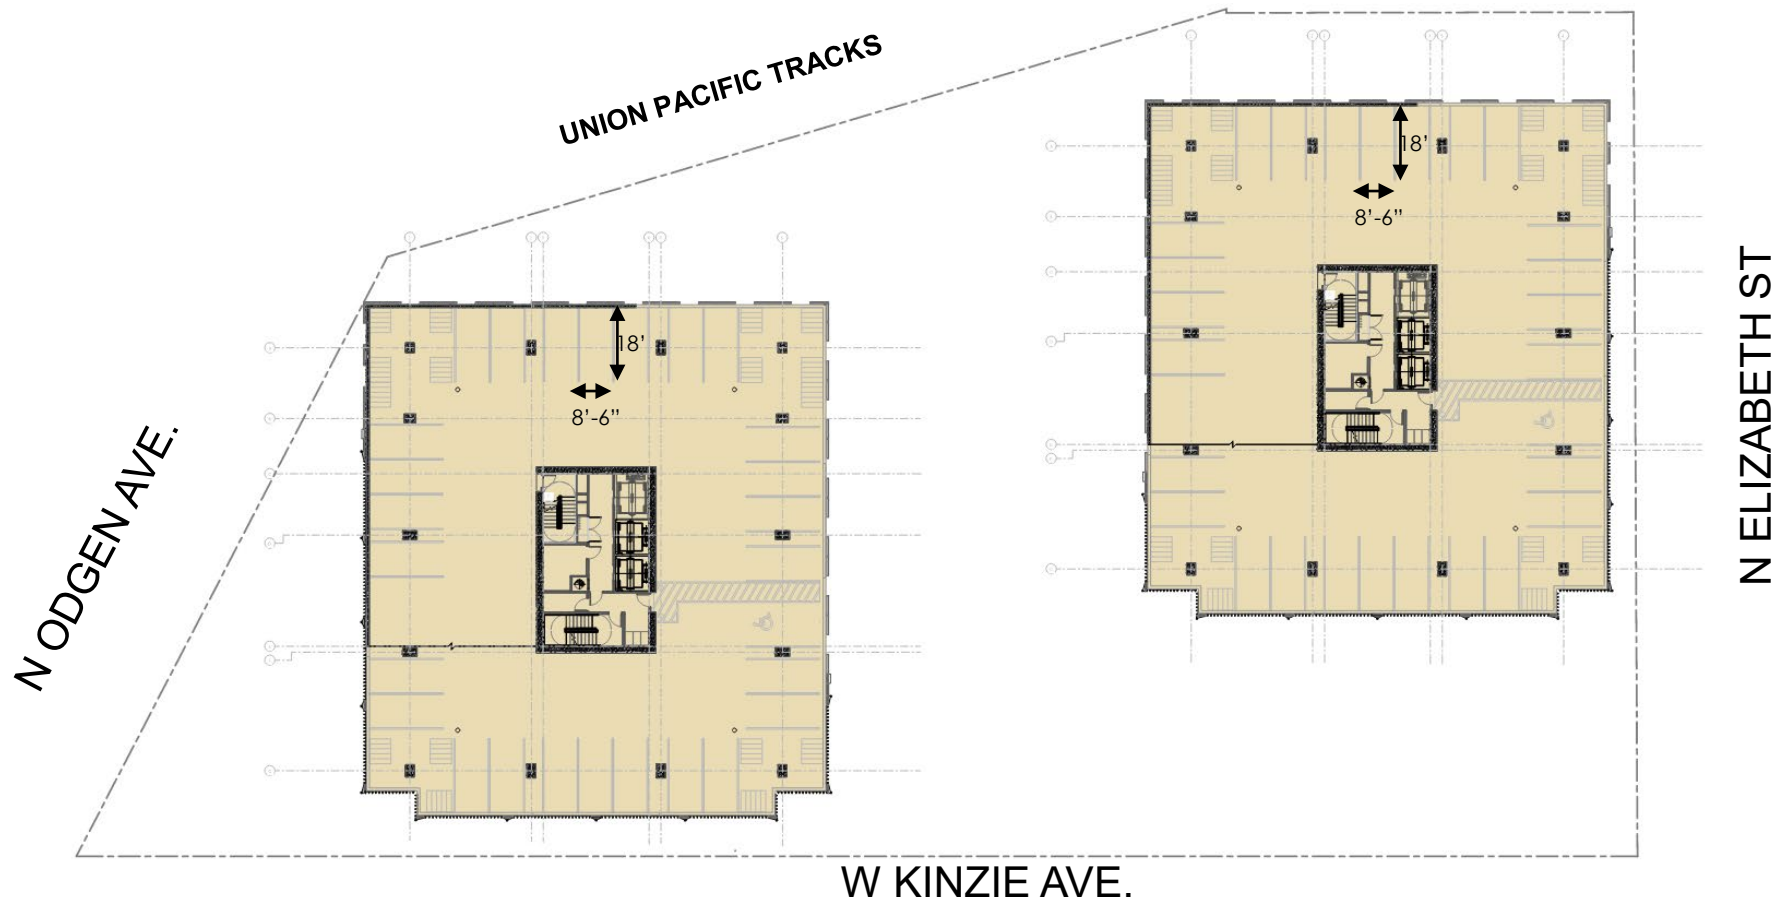 UNION PACIFIC TRACKS
18'
8'-6"
N ELIZABETH ST
18'
8'-6"
N ODGEN AVE.
W KINZIE AVE.